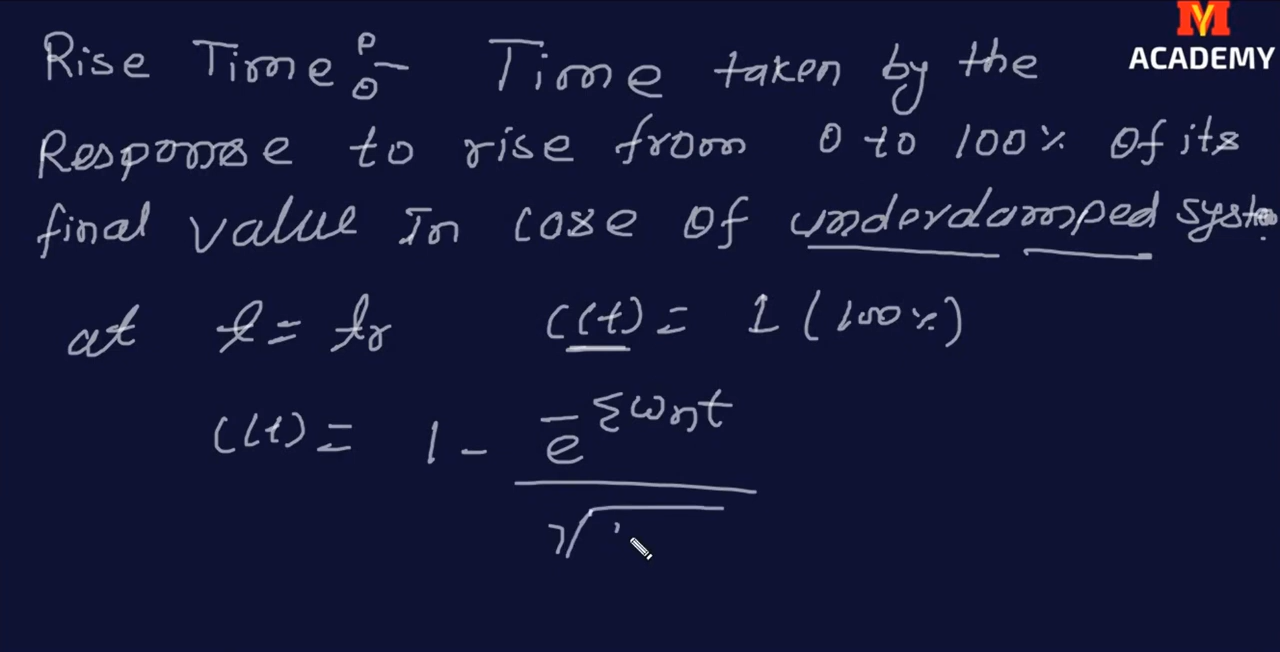 M
ACADEMY
Rise Time :- Time taken by the
Response to rise from 0 to 100% of its
final value in case of underdamped syste
at t = tr c(t) = 1 (100%)
c(t) = 1 - e^-ξωnt / √